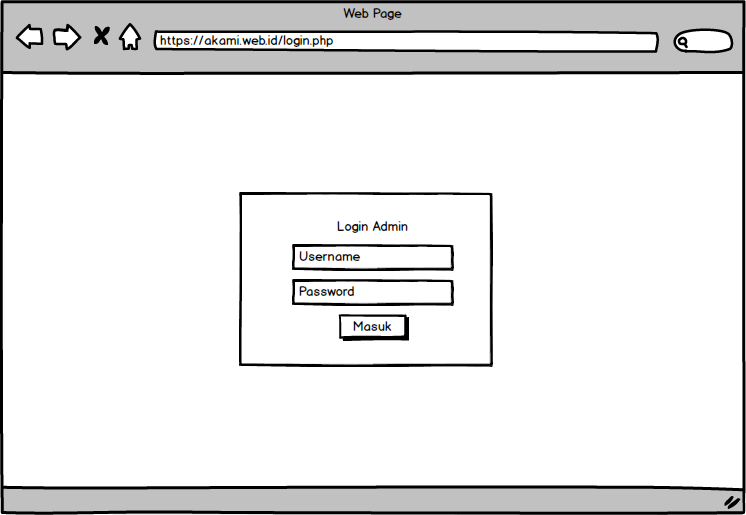 Web Page
https://akami.web.id/login.php
Login Admin
Username
Password
Masuk